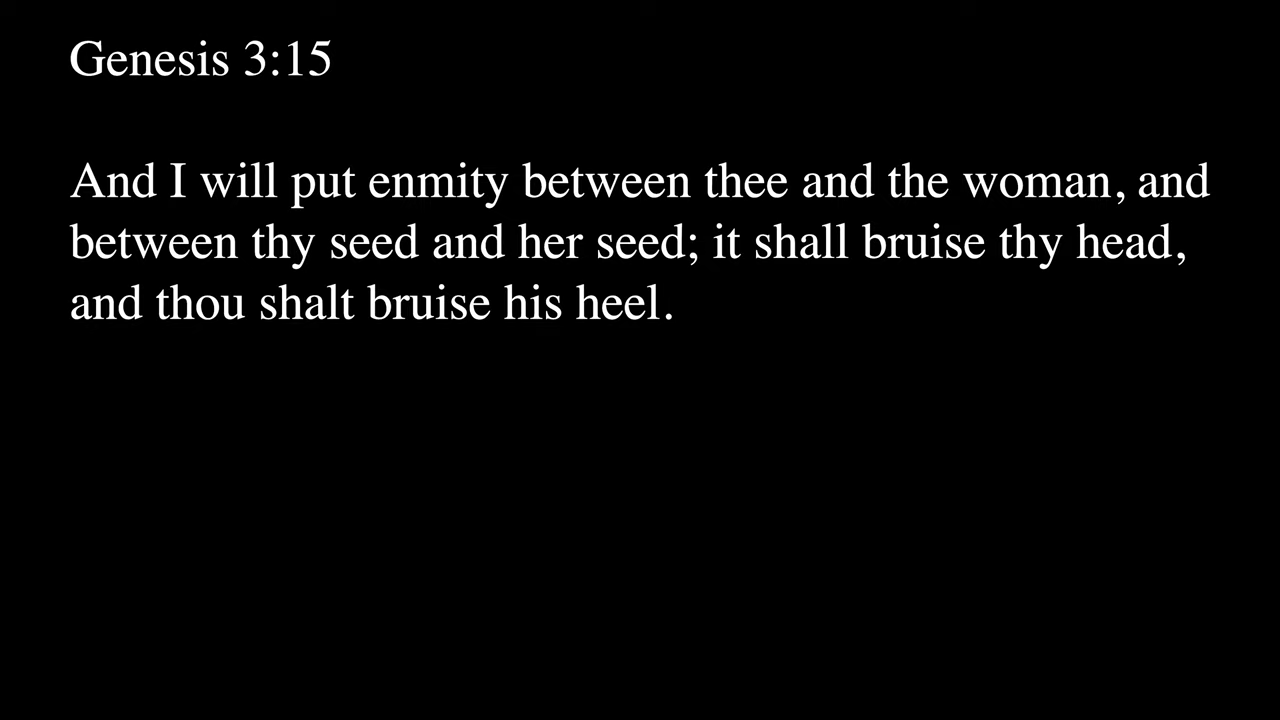 Genesis 3:15
And I will put enmity between thee and the woman, and
between thy seed and her seed; it shall bruise thy head,
and thou shalt bruise his heel.